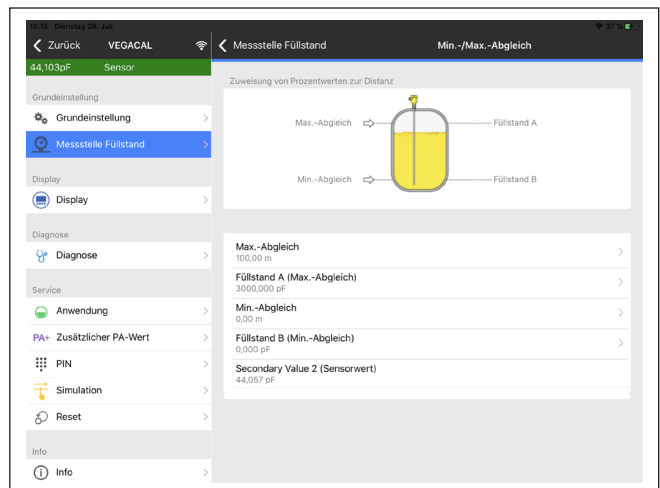 15:15 Dienstag 28. Juli
37 %
Zurück VEGACAL
Messstelle Füllstand
Min.-/Max.-Abgleich
44,103pF Sensor
Grundeinstellung
Grundeinstellung
Messstelle Füllstand
Display
Display
Diagnose
Diagnose
Service
Anwendung
PA+ Zusätzlicher PA-Wert
PIN
Simulation
Reset
Info
Info
Zuweisung von Prozentwerten zur Distanz
Max.-Abgleich
Füllstand A
Min.-Abgleich
Füllstand B
Max.-Abgleich
100,00 m
Füllstand A (Max.-Abgleich)
3000,000 pF
Min.-Abgleich
0,00 m
Füllstand B (Min.-Abgleich)
0,000 pF
Secondary Value 2 (Sensorwert)
44,057 pF